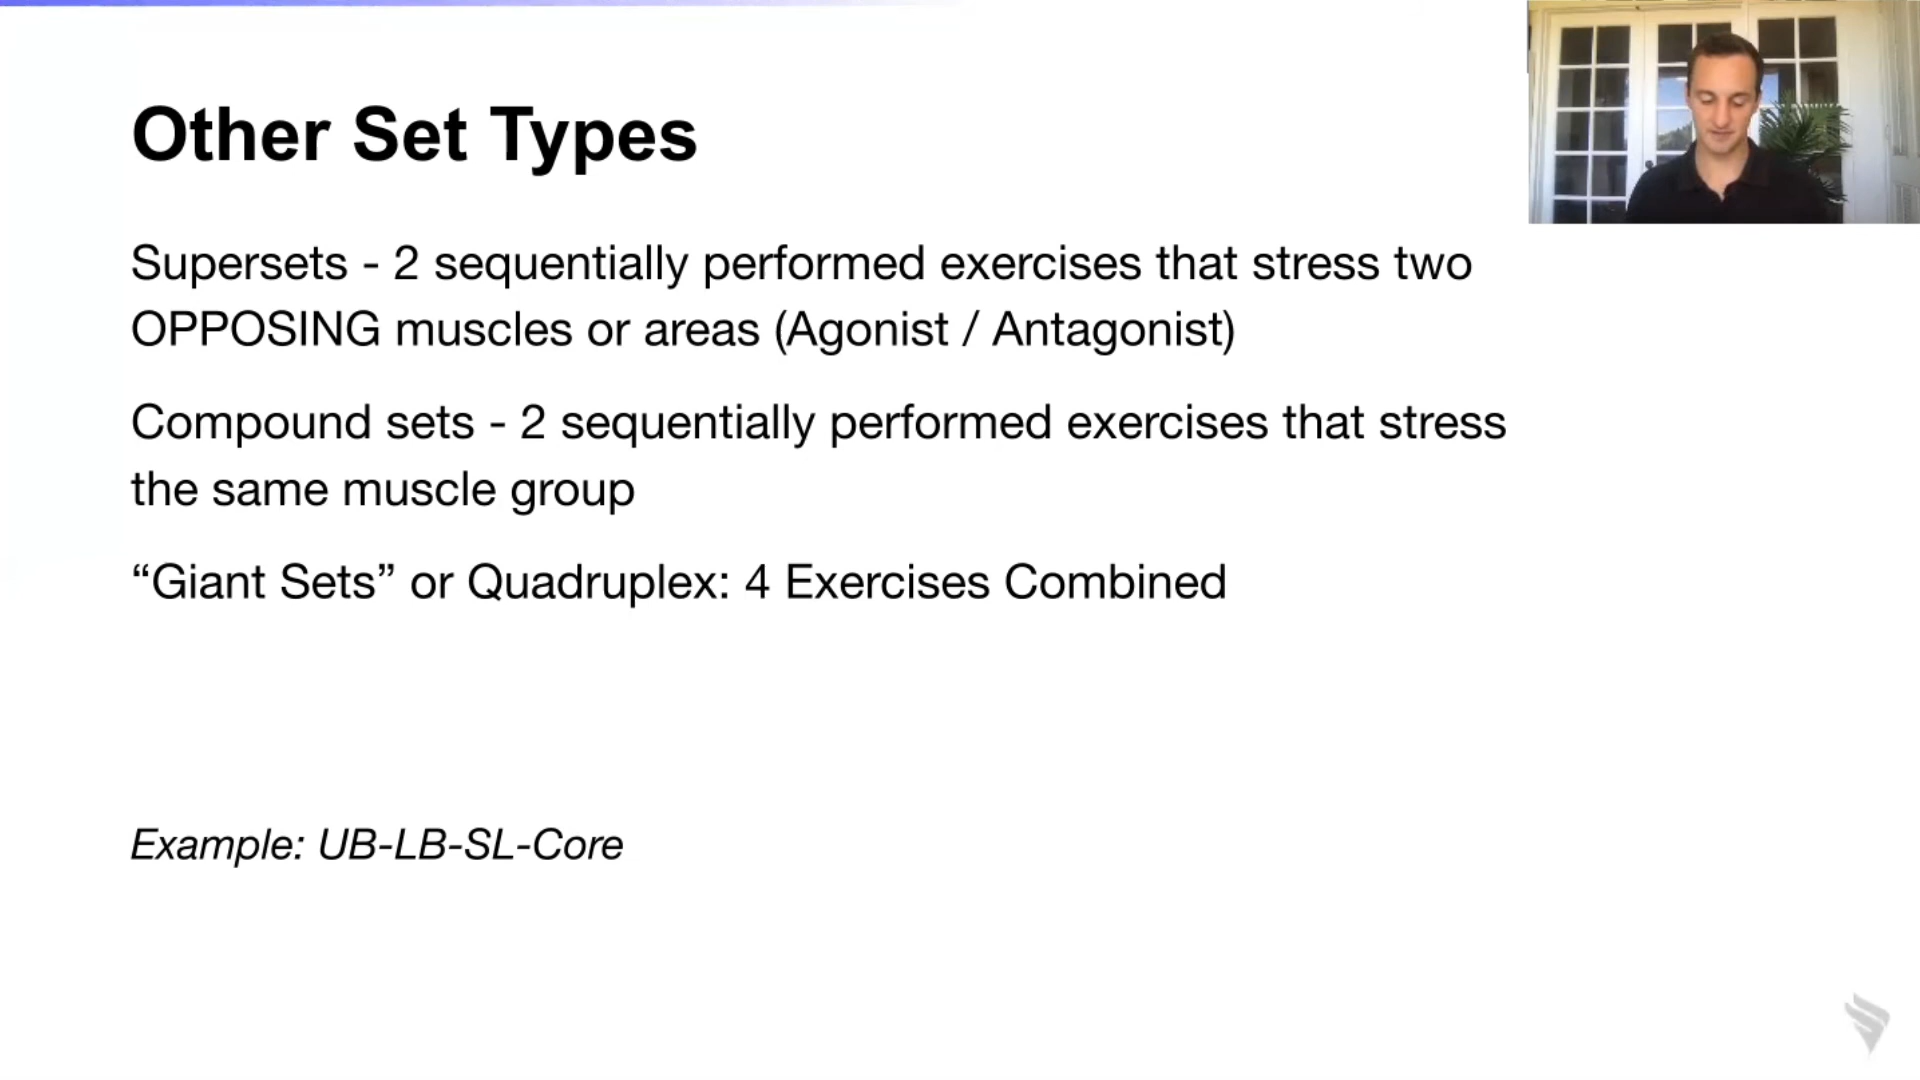 Other Set Types
Supersets - 2 sequentially performed exercises that stress two
OPPOSING muscles or areas (Agonist / Antagonist)
Compound sets - 2 sequentially performed exercises that stress
the same muscle group
“Giant Sets” or Quadruplex: 4 Exercises Combined
Example: UB-LB-SL-Core